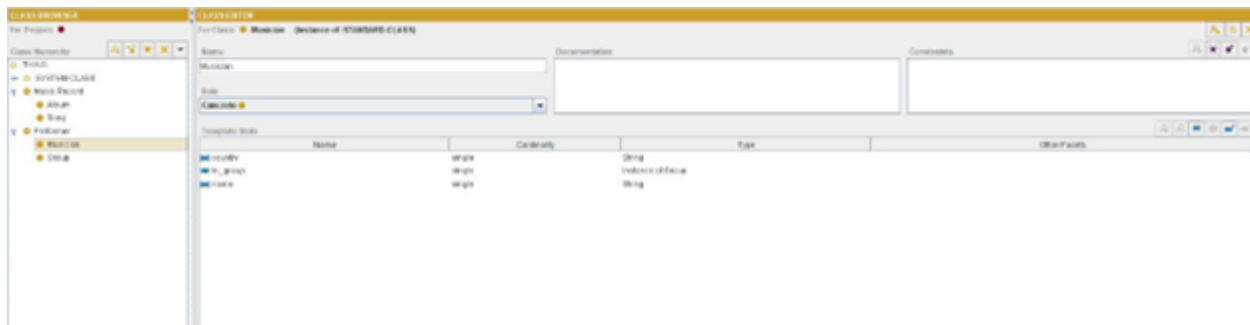 CLASS BROWSER
For Project:
Class Hierarchy
THING
SYSTEM-CLASS
Music Record
Album
Song
Performer
Musician
Group
CLASS EDITOR
For Class: Musician (instance of :STANDARD-CLASS)
Name
Documentation
Constraints
Musician
Role
Concrete
Template Slots
Name Cardinality Type Other Facets
country single String
in_group single Instance of Group
name single String